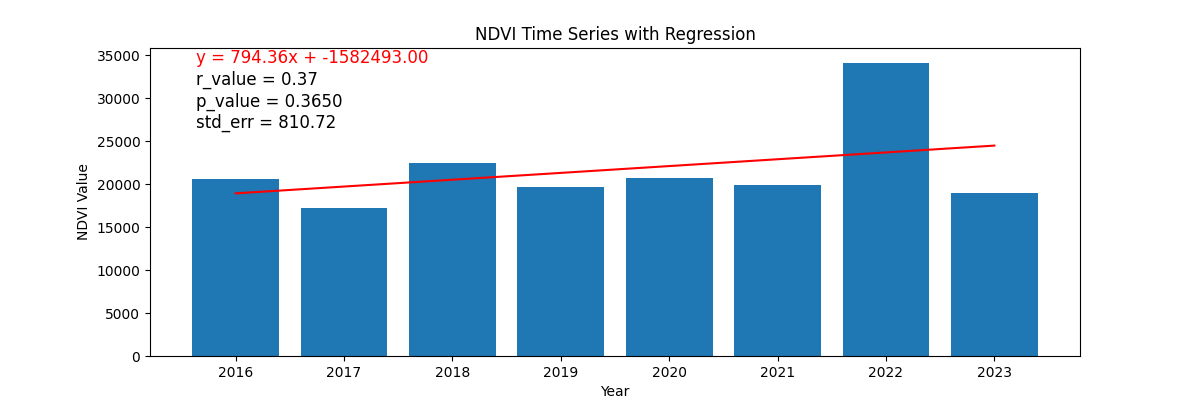 NDVI Time Series with Regression
y = 794.36x + -1582493.00
r_value = 0.37
p_value = 0.3650
std_err = 810.72
35000
30000
25000
20000
15000
10000
5000
0
NDVI Value
2016 2017 2018 2019 2020 2021 2022 2023
Year